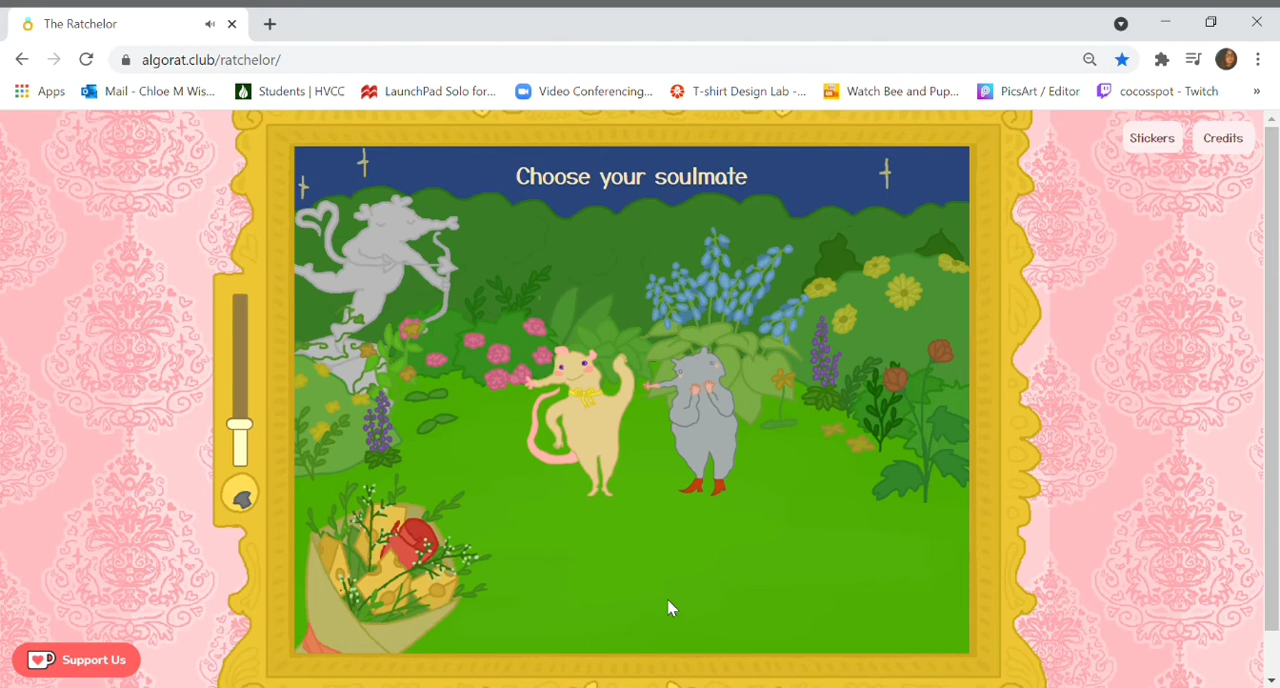 The Ratchelor
algorat.club/ratchelor/
Apps
Mail - Chloe M Wis...
Students | HVCC
LaunchPad Solo for...
Video Conferencing...
T-shirt Design Lab -...
Watch Bee and Pup...
PicsArt / Editor
cocosspot - Twitch
»
Stickers
Credits
Choose your soulmate
Support Us